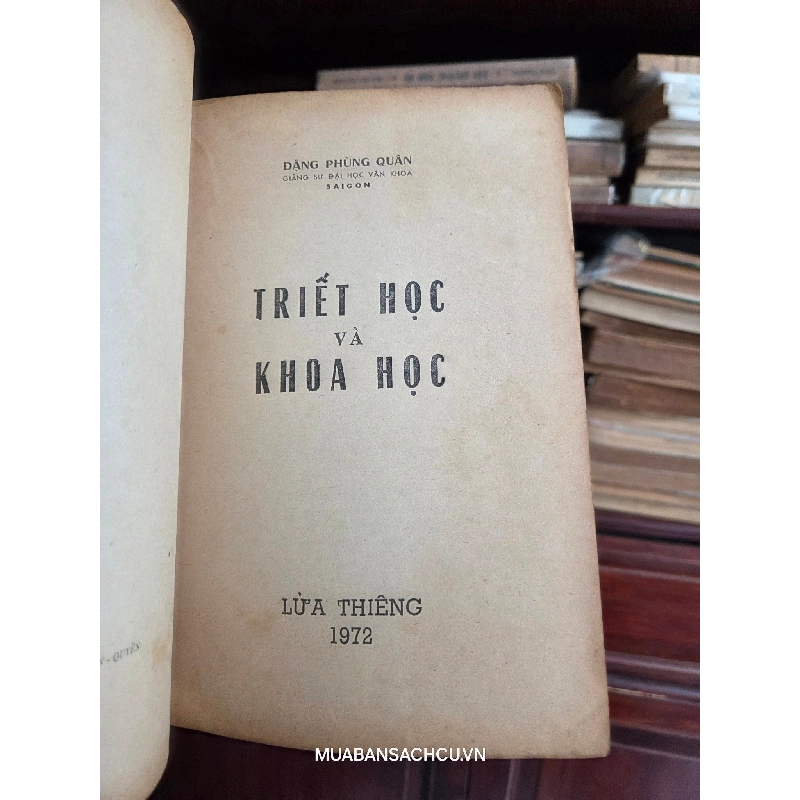 ĐẶNG PHÙNG QUÂN
GIẢNG SƯ ĐẠI HỌC VĂN KHOA
SAIGON
TRIẾT HỌC
VÀ
KHOA HỌC
LỬA THIÊNG
1972
QUYỀN
MUABANSACHCU.VN